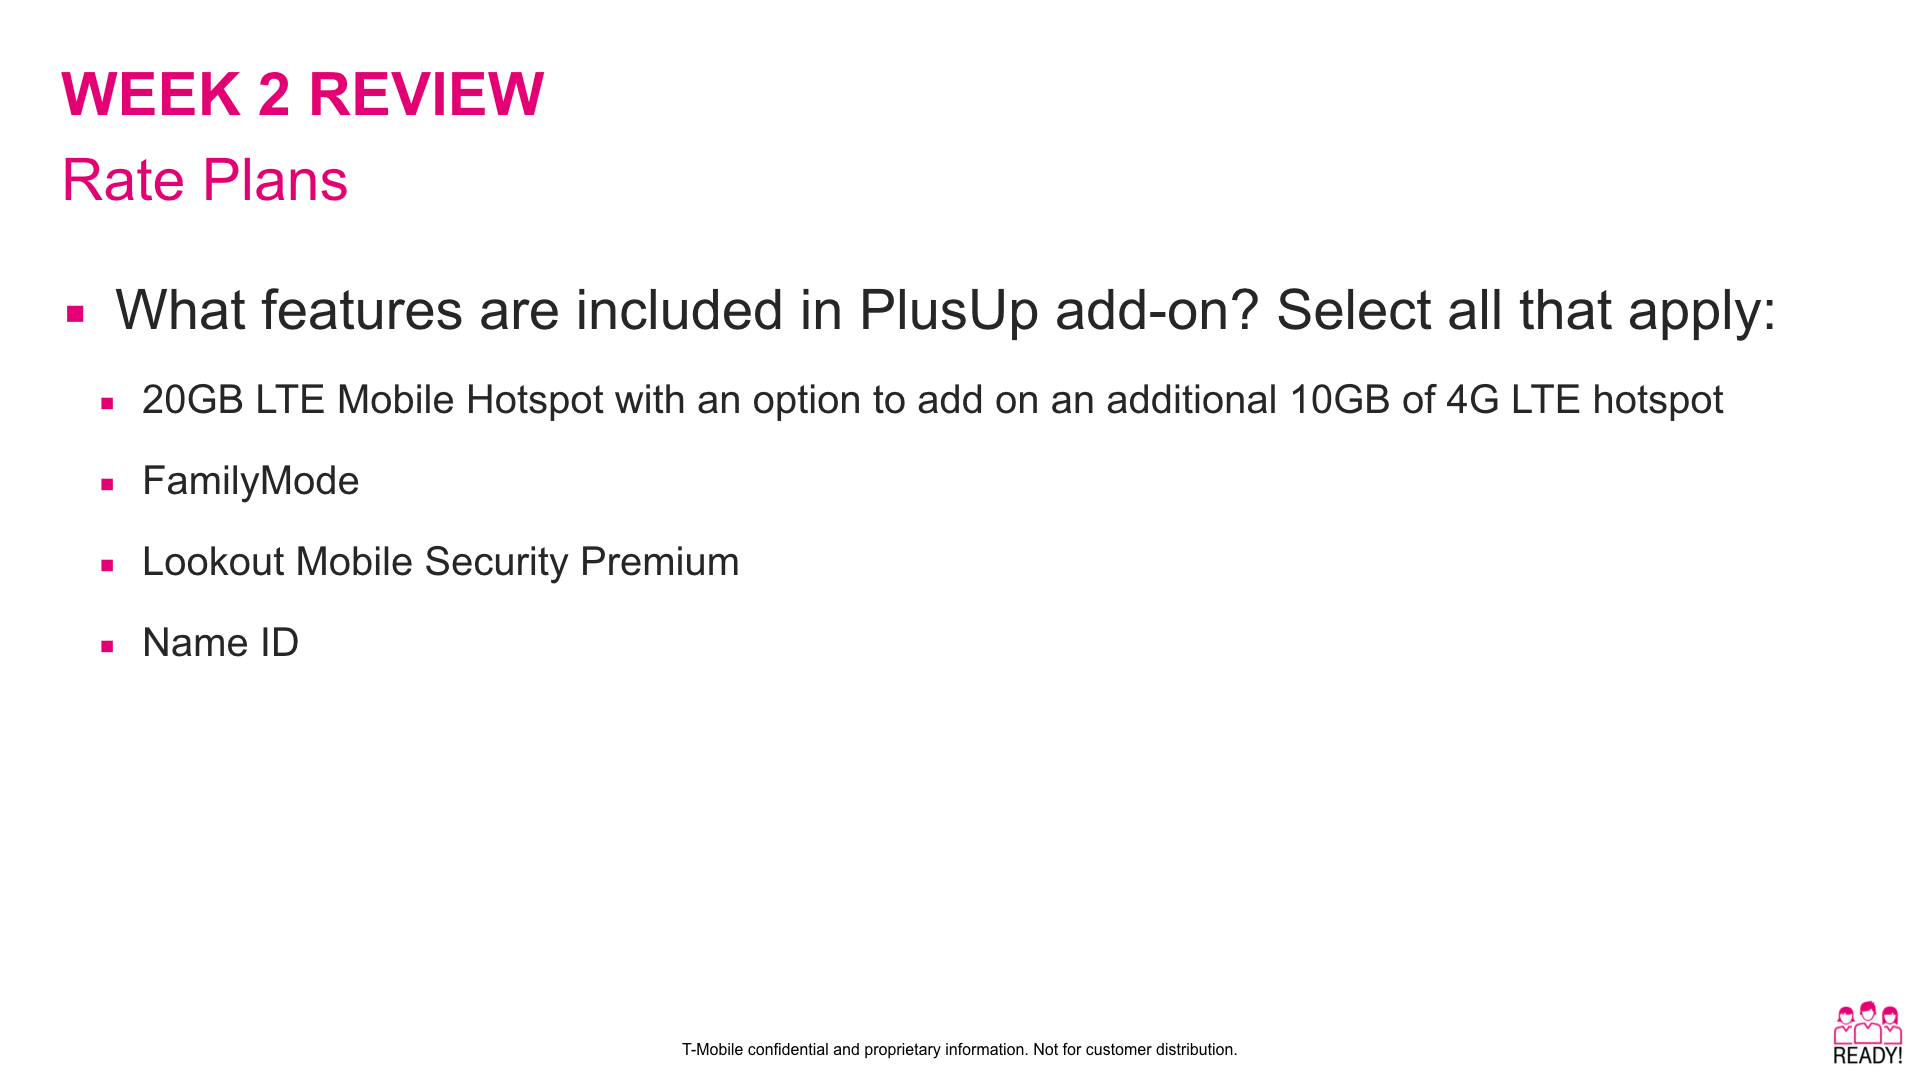 WEEK 2 REVIEW
Rate Plans
What features are included in PlusUp add-on? Select all that apply:
20GB LTE Mobile Hotspot with an option to add on an additional 10GB of 4G LTE hotspot
FamilyMode
Lookout Mobile Security Premium
Name ID
T-Mobile confidential and proprietary information. Not for customer distribution.
READY!